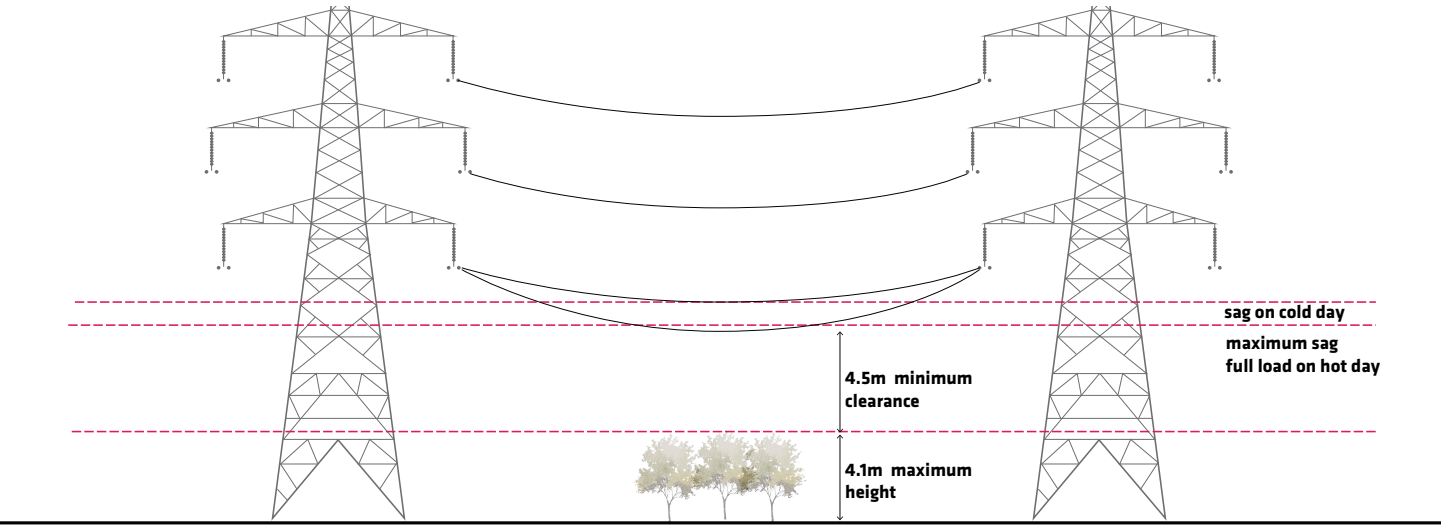 sag on cold day
maximum sag
full load on hot day
4.5m minimum
clearance
4.1m maximum
height